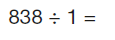 838 ÷ 1 =